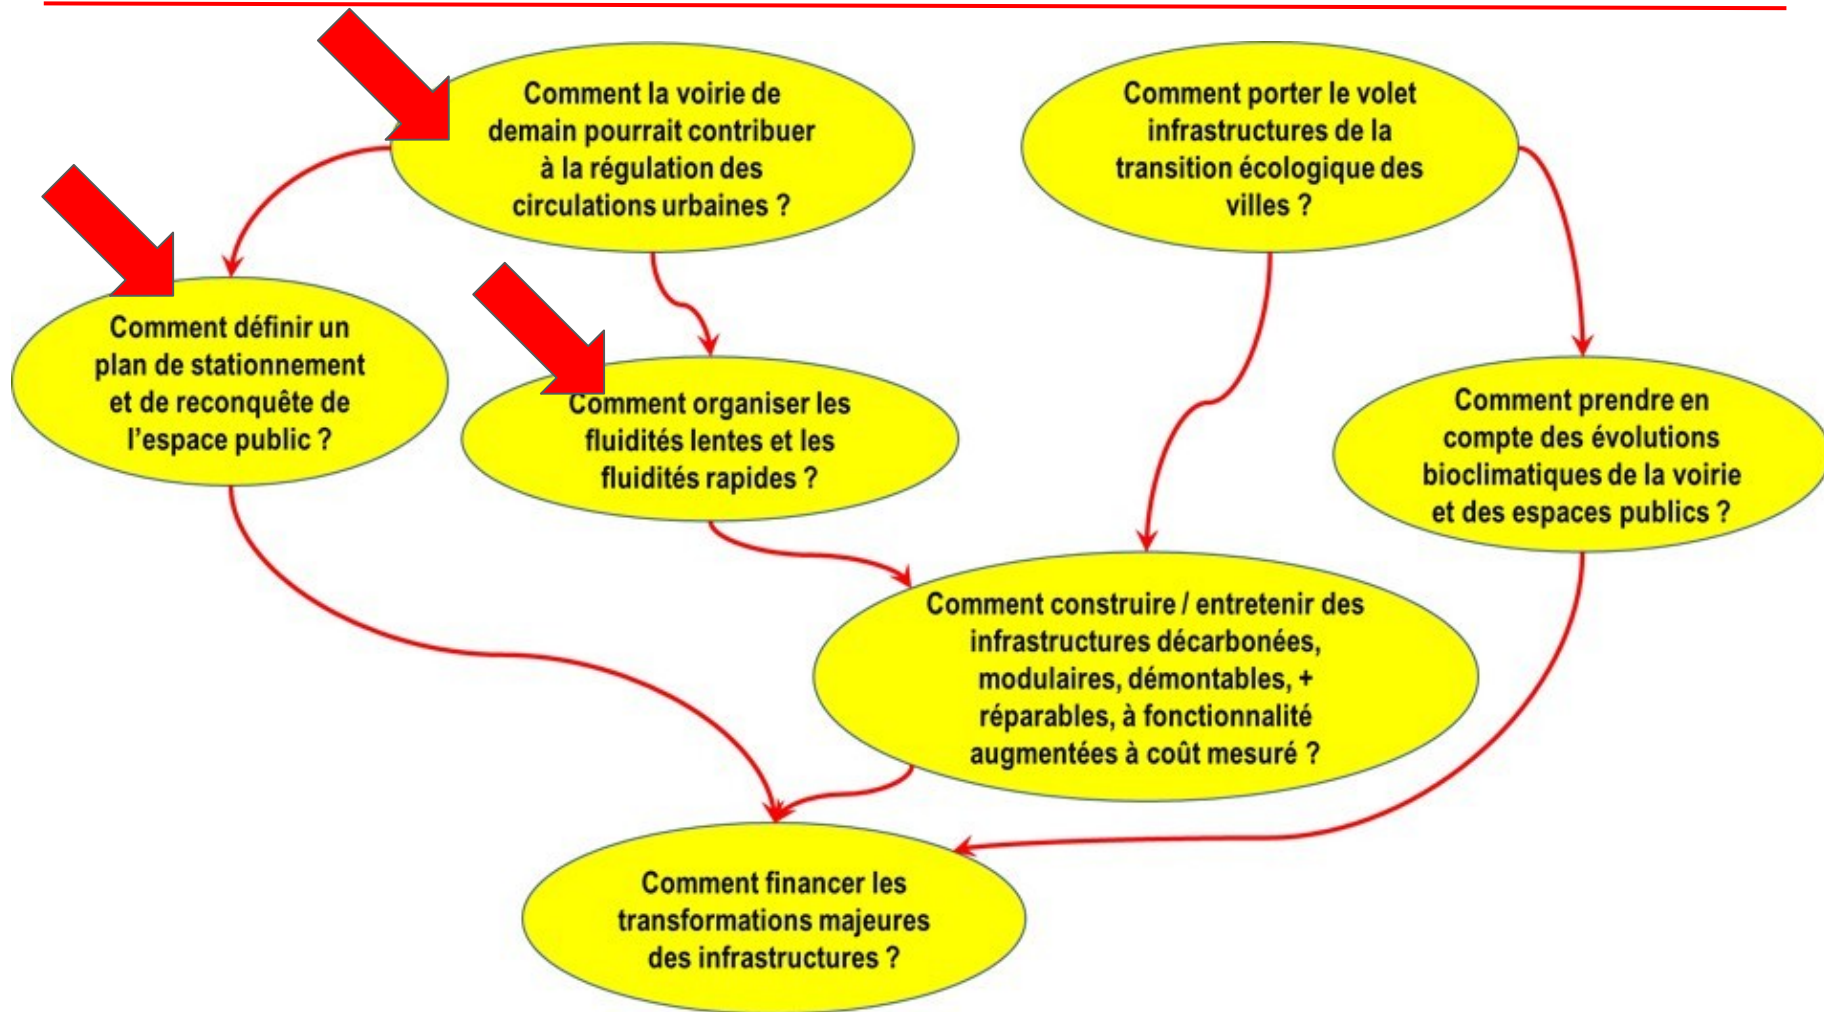 Comment la voirie de
demain pourrait contribuer
à la régulation des
circulations urbaines ?
Comment porter le volet
infrastructures de la
transition écologique des
villes ?
Comment définir un
plan de stationnement
et de reconquête de
l'espace public ?
Comment organiser les
fluidités lentes et les
fluidités rapides ?
Comment prendre en
compte des évolutions
bioclimatiques de la voirie
et des espaces publics ?
Comment construire / entretenir des
infrastructures décarbonées,
modulaires, démontables, +
réparables, à fonctionnalité
augmentées à coût mesuré ?
Comment financer les
transformations majeures
des infrastructures ?